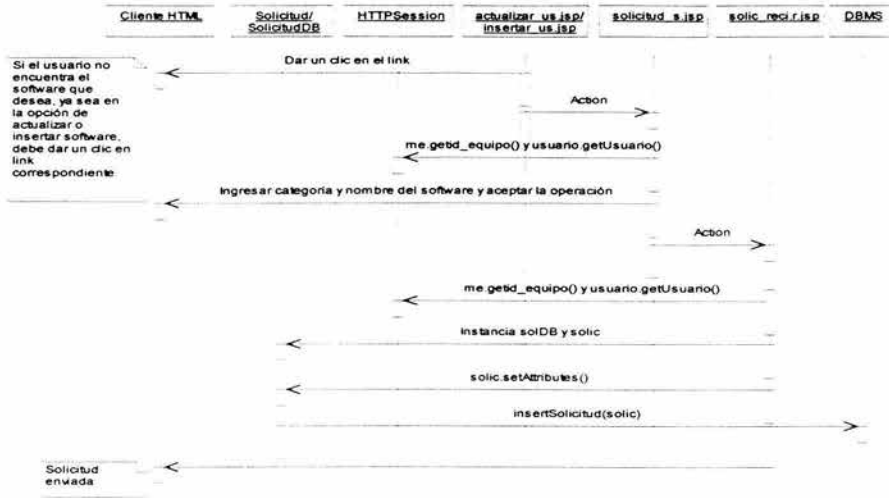 Cliente HTML
Solicitud/
SolicitudDB
HTTPSession
actualizar_us.jsp/
insertar_us.jsp
solicitud_s.jsp
solic_reci.r.jsp
DBMS
Si el usuario no
encuentra el
software que
desea, ya sea en
la opción de
actualizar o
insertar software,
debe dar un clic en
link
correspondiente
Dar un clic en el link
Action
me.getid_equipo() y usuario.getUsuario()
Ingresar categoria y nombre del software y aceptar la operación
Action
me.getid_equipo() y usuario.getUsuario()
Instancia solDB y solic
solic.setAttributes()
insertSolicitud(solic)
Solicitud
enviada